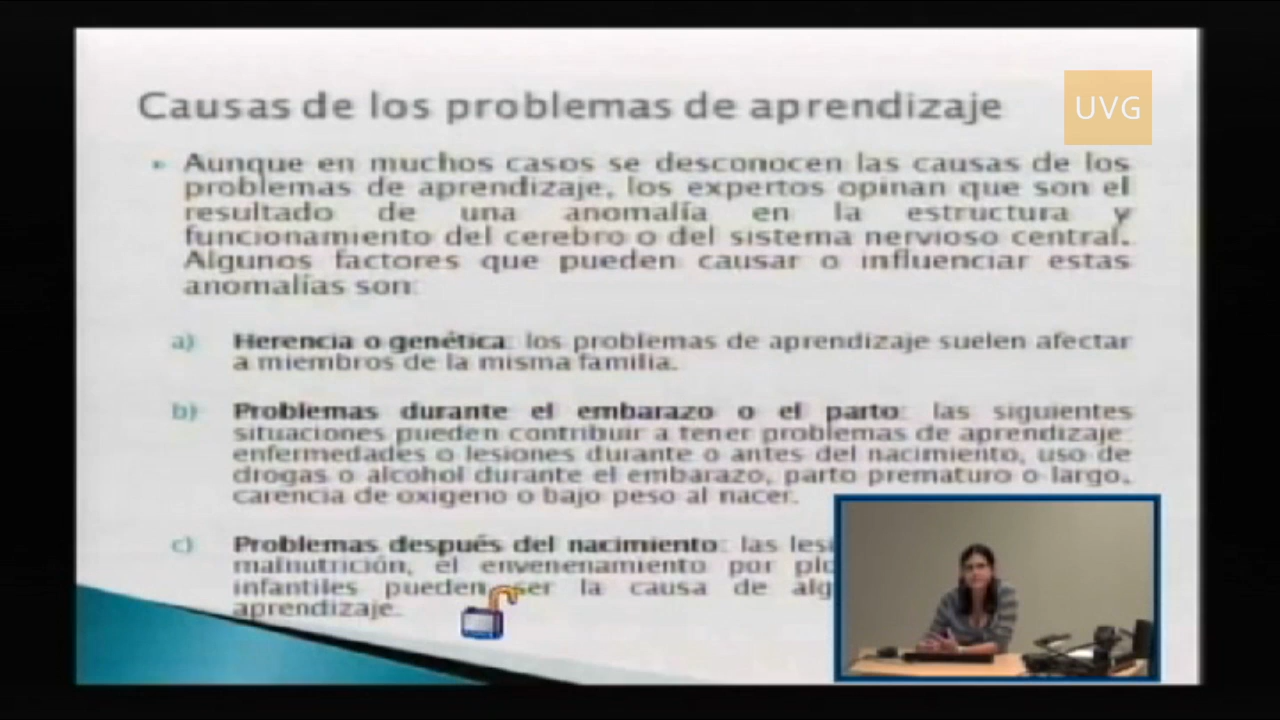 Causas de los problemas de aprendizaje
UVG
Aunque en muchos casos se desconocen las causas de los
problemas de aprendizaje, los expertos opinan que son el
resultado de una anomalía en la estructura y
funcionamiento del cerebro o del sistema nervioso central.
Algunos factores que pueden causar o influenciar estas
anomalías son:
a) Herencia o genética: los problemas de aprendizaje suelen afectar
a miembros de la misma familia.
b) Problemas durante el embarazo o el parto: las siguientes
situaciones pueden contribuir a tener problemas de aprendizaje:
enfermedades o lesiones durante o antes del nacimiento, uso de
drogas o alcohol durante el embarazo, parto prematuro o largo,
carencia de oxígeno o bajo peso al nacer.
c) Problemas después del nacimiento: las
malnutrición, el envenenamiento por
infantiles pueden ser la causa de
aprendizaje.